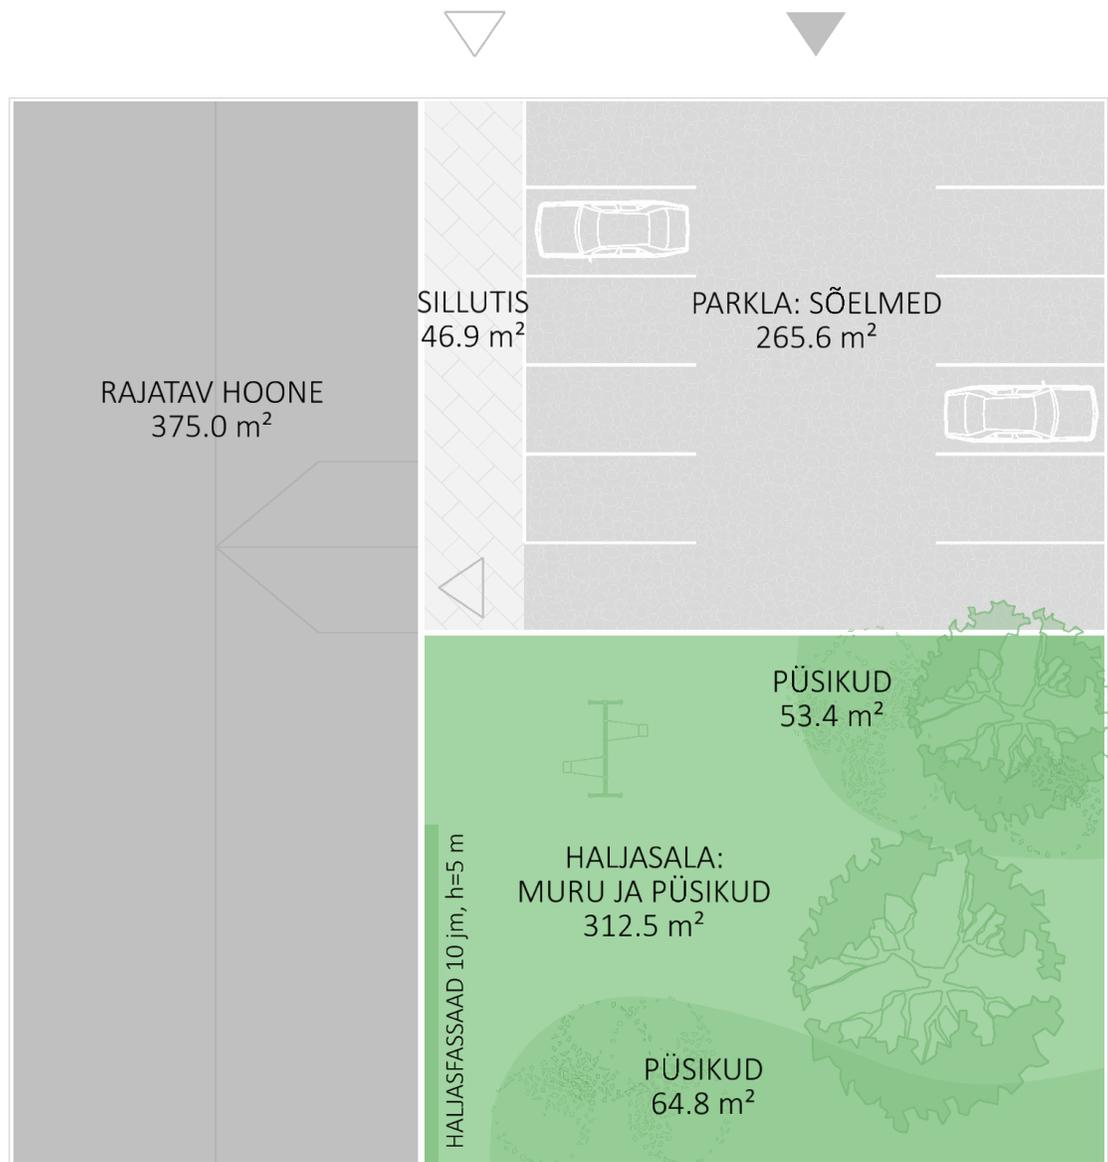 SILLUTIS
46.9 m²
PARKLA: SÕELMED
265.6 m²
RAJATAV HOONE
375.0 m²
PÜSIKUD
53.4 m²
HALJASALA:
MURU JA PÜSIKUD
312.5 m²
HALJASFASSAAD 10 jm, h=5 m
PÜSIKUD
64.8 m²